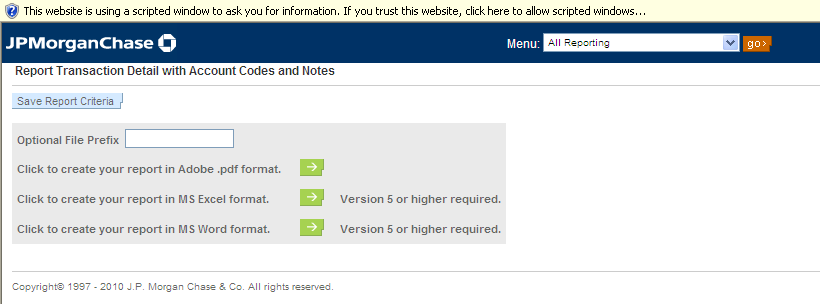 This website is using a scripted window to ask you for information. If you trust this website, click here to allow scripted windows...
JPMorganChase Menu: All Reporting go>
Report Transaction Detail with Account Codes and Notes
Save Report Criteria
Optional File Prefix
Click to create your report in Adobe .pdf format.
Click to create your report in MS Excel format. Version 5 or higher required.
Click to create your report in MS Word format. Version 5 or higher required.
Copyright© 1997 - 2010 J.P. Morgan Chase & Co. All rights reserved.